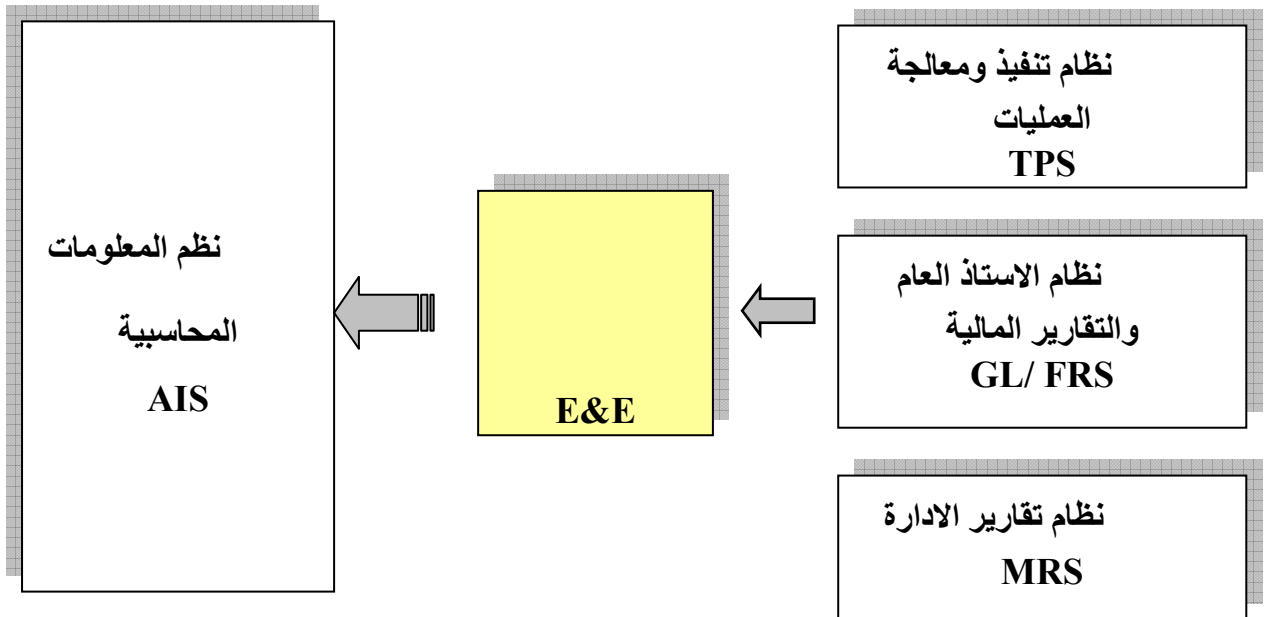 نظام تنفيذ ومعالجة
العمليات
TPS
نظام الاستاذ العام
والتقارير المالية
GL/ FRS
نظام تقارير الادارة
MRS
E&E
نظم المعلومات
المحاسبية
AIS